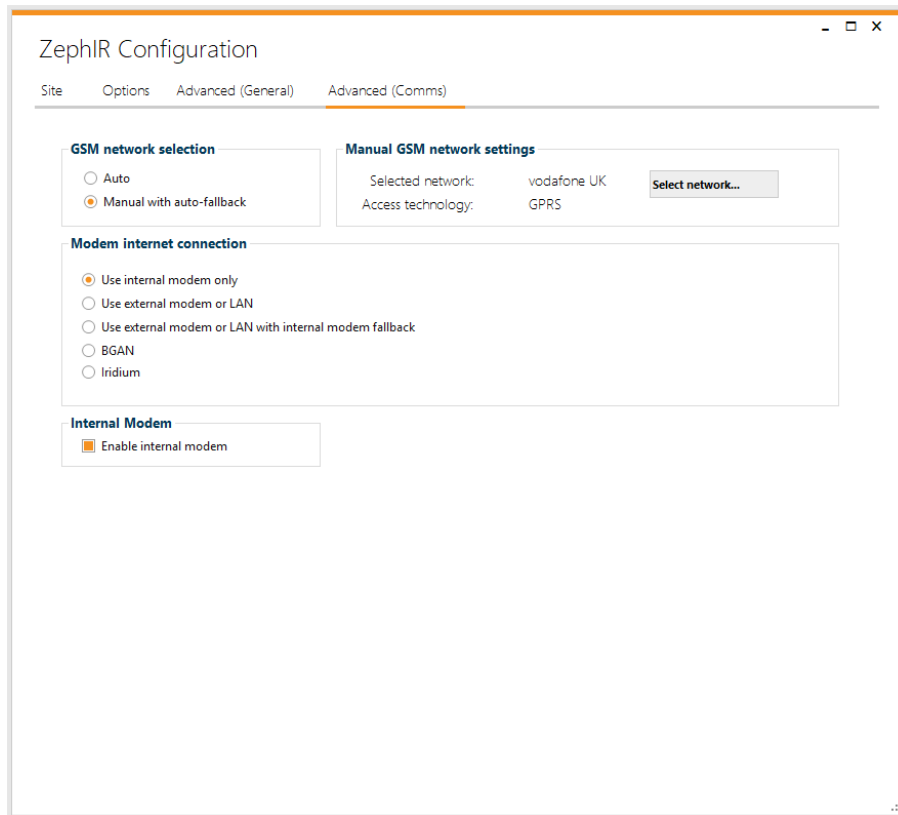 ZephIR Configuration
Site Options Advanced (General) Advanced (Comms)
GSM network selection
Auto
Manual with auto-fallback
Manual GSM network settings
Selected network: vodafone UK
Select network...
Access technology: GPRS
Modem internet connection
Use internal modem only
Use external modem or LAN
Use external modem or LAN with internal modem fallback
BGAN
Iridium
Internal Modem
Enable internal modem